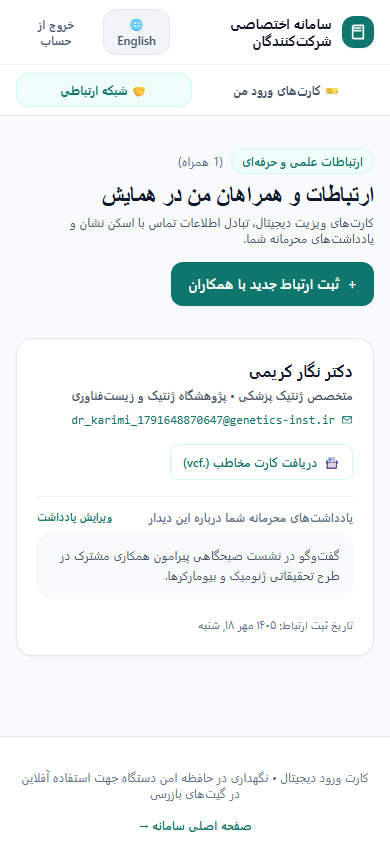 سامانه اختصاصی
شرکت‌کنندگان
English
خروج از
حساب
کارت‌های ورود من
شبکه ارتباطی
ارتباطات علمی و حرفه‌ای
(1 همراه)
ارتباطات و همراهان من در همایش
کارت‌های ویزیت دیجیتال، تبادل اطلاعات تماس با اسکن نشان و
یادداشت‌های محرمانه شما.
+ ثبت ارتباط جدید با همکاران
دکتر نگار کریمی
متخصص ژنتیک پزشکی • پژوهشگاه ژنتیک و زیست‌فناوری
dr_karimi_1791648870647@genetics-inst.ir
دریافت کارت مخاطب (.vcf)
یادداشت‌های محرمانه شما درباره این دیدار
ویرایش یادداشت
گفت‌وگو در نشست صبحگاهی پیرامون همکاری مشترک در
طرح تحقیقاتی ژنومیک و بیومارکرها.
تاریخ ثبت ارتباط: ۱۴۰۵ مهر ۱۸, شنبه
کارت ورود دیجیتال • نگهداری در حافظه امن دستگاه جهت استفاده آفلاین
در گیت‌های بازرسی
صفحه اصلی سامانه →